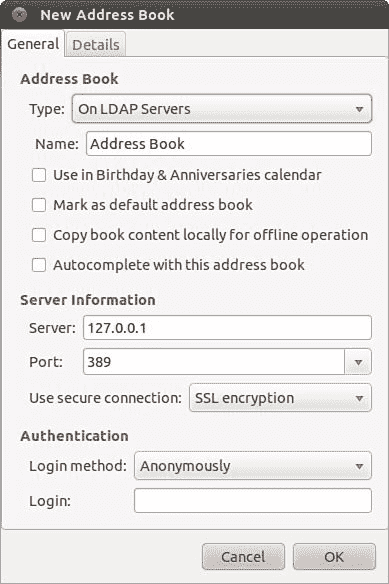 New Address Book
General Details
Address Book
Type: On LDAP Servers
Name: Address Book
Use in Birthday & Anniversaries calendar
Mark as default address book
Copy book content locally for offline operation
Autocomplete with this address book
Server Information
Server: 127.0.0.1
Port: 389
Use secure connection: SSL encryption
Authentication
Login method: Anonymously
Login:
Cancel OK